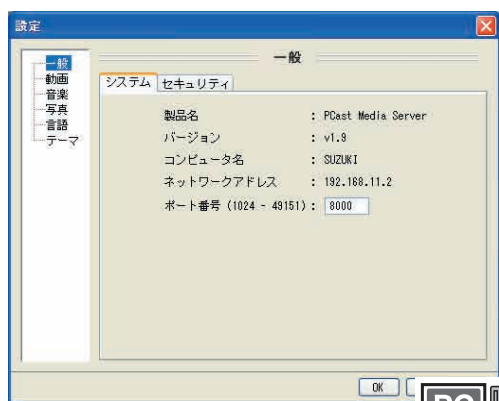 設定
一般
動画
音楽
写真
言語
テーマ
一般
システム セキュリティ
製品名 : PCast Media Server
バージョン : v1.9
コンピュータ名 : SUZUKI
ネットワークアドレス : 192.168.11.2
ポート番号 (1024 - 49151) : 8000
OK